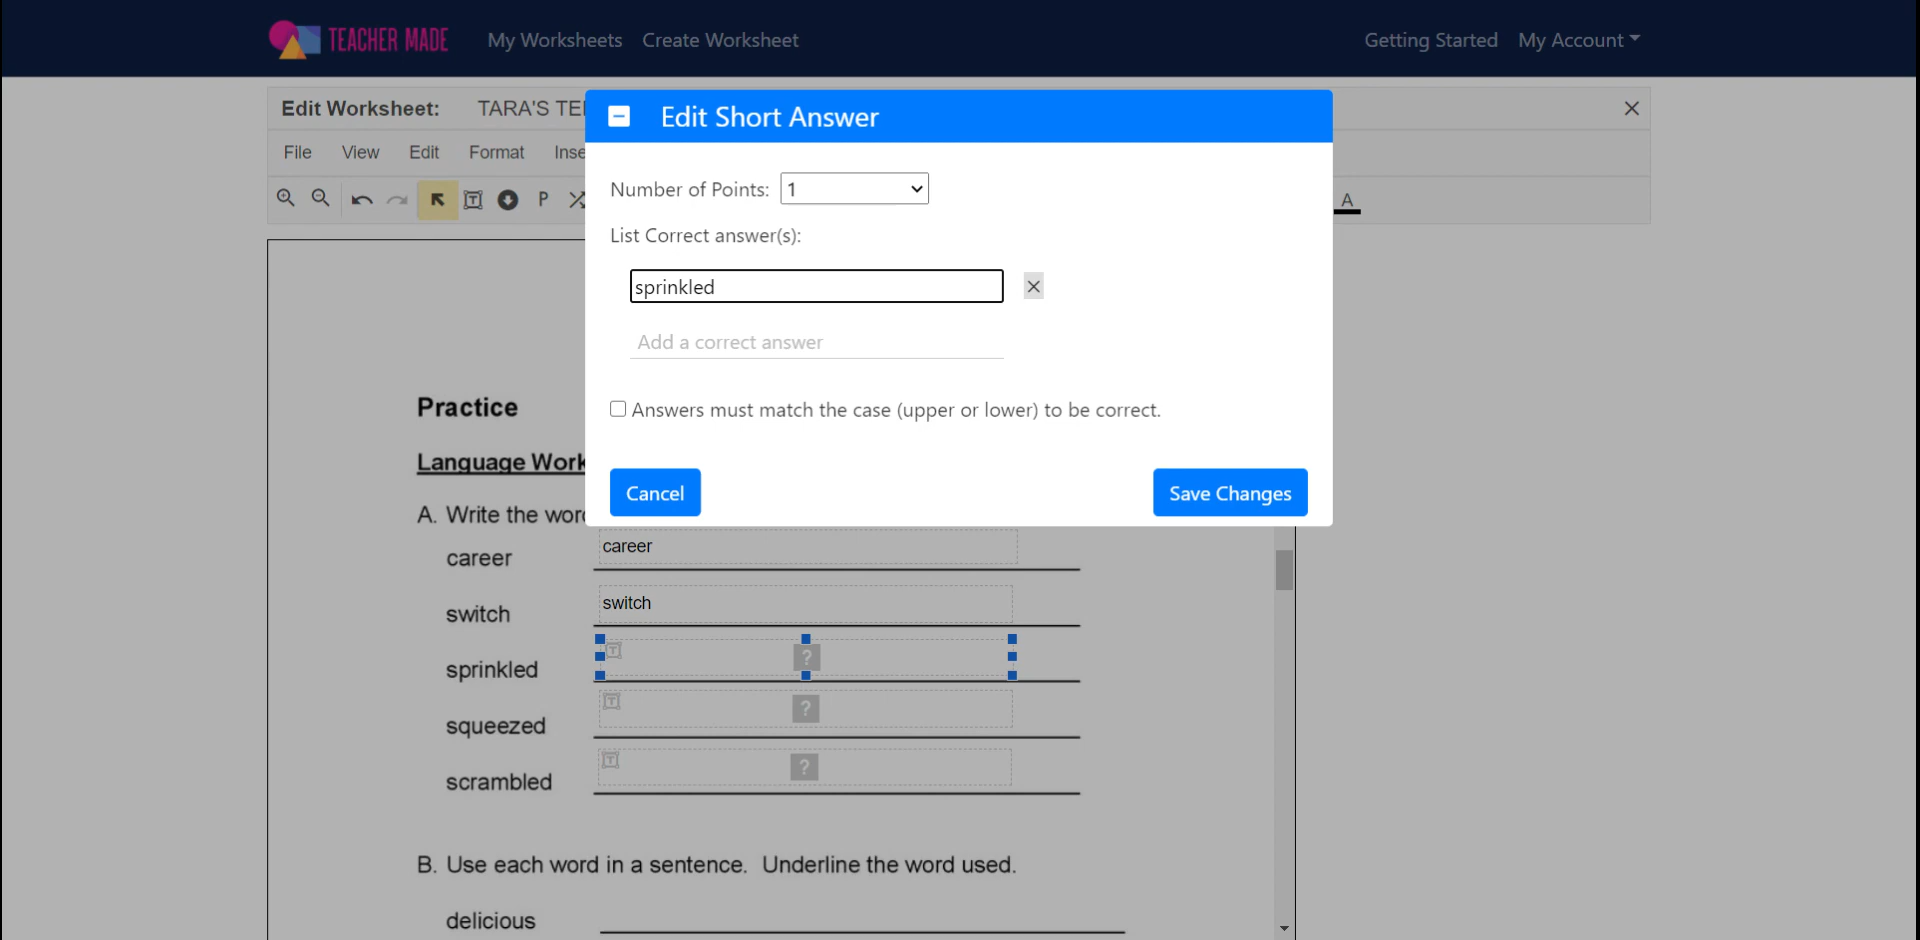 TEACHER MADE My Worksheets Create Worksheet Getting Started My Account
Edit Worksheet: TARA'S TE
File View Edit Format Inse
P A
Edit Short Answer
Number of Points: 1
List Correct answer(s):
sprinkled
Add a correct answer
Answers must match the case (upper or lower) to be correct.
Cancel Save Changes
Practice
Language Work
A. Write the word
career career
switch switch
sprinkled T ?
squeezed T ?
scrambled T ?
B. Use each word in a sentence. Underline the word used.
delicious